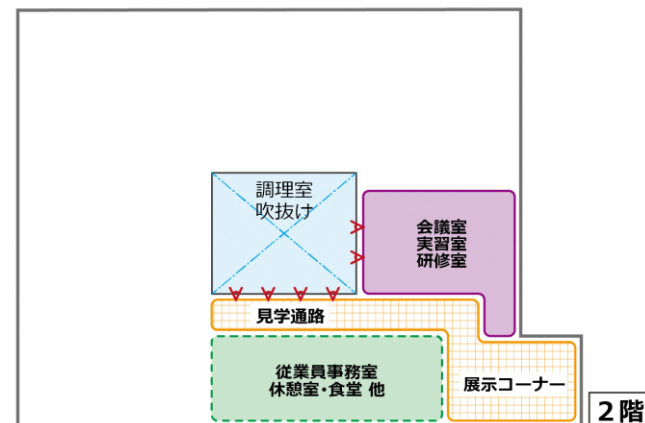 調理室
吹抜け
会議室
実習室
研修室
見学通路
従業員事務室
休憩室・食堂 他
展示コーナー
2階